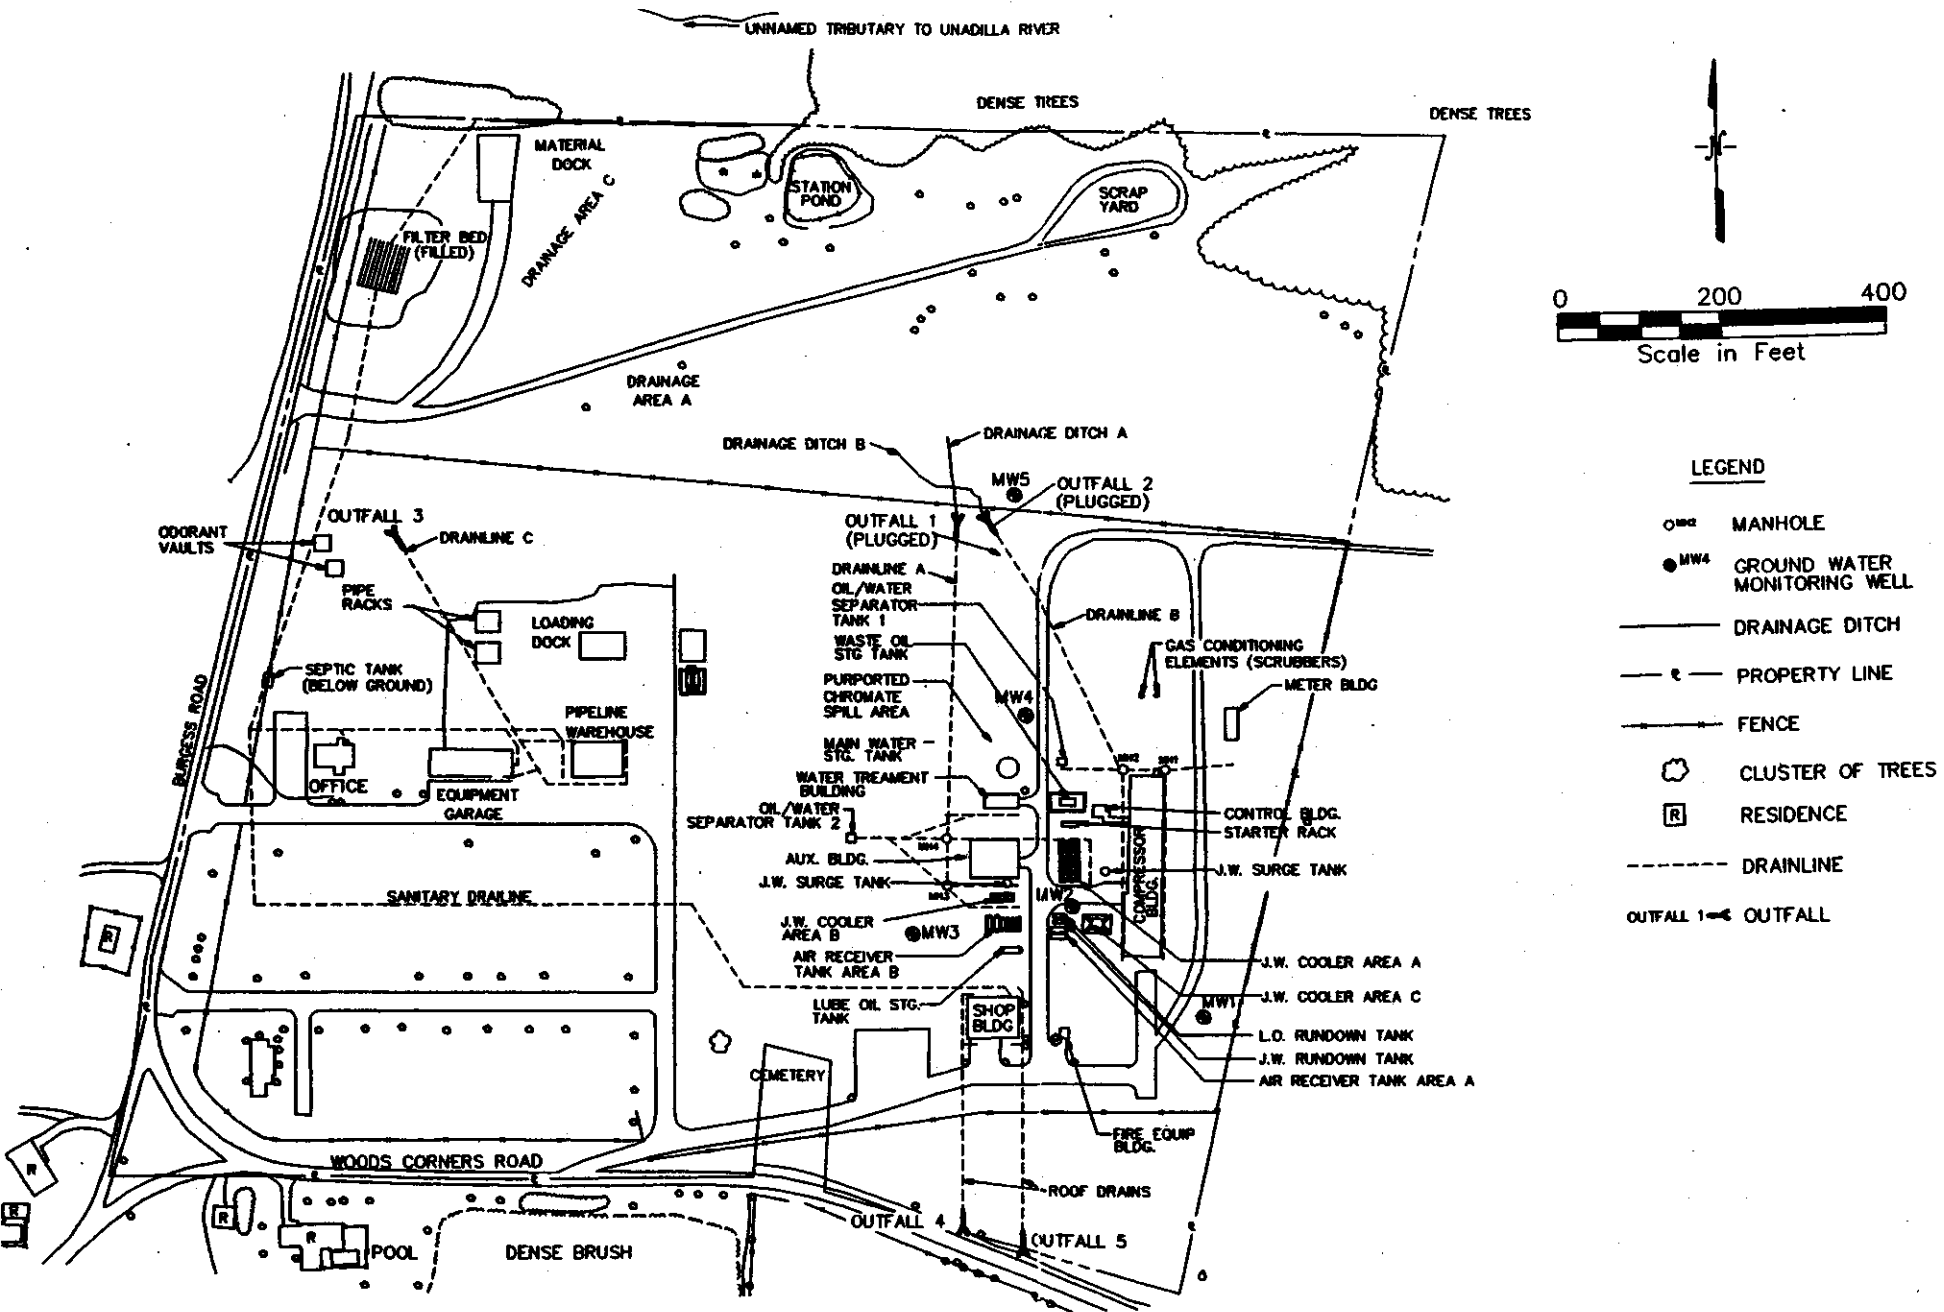 UNNAMED TRIBUTARY TO UNADILLA RIVER
DENSE TREES
DENSE TREES
MATERIAL
DOCK
STATION
POND
SCRAP
YARD
N
DRAINAGE AREA C
FILTER BED
(FILLED)
0 200 400
Scale in Feet
DRAINAGE
AREA A
DRAINAGE DITCH B
DRAINAGE DITCH A
MW5
OUTFALL 2
(PLUGGED)
OUTFALL 1
(PLUGGED)
OUTFALL 3
ODORANT
VAULTS
DRAINLINE C
DRAINLINE A
PIPE
RACKS
LOADING
DOCK
OIL/WATER
SEPARATOR
TANK 1
DRAINLINE B
WASTE OIL
STG TANK
GAS CONDITIONING
ELEMENTS (SCRUBBERS)
SEPTIC TANK
(BELOW GROUND)
PURPORTED
CHROMATE
SPILL AREA
MW4
METER BLDG
BURGESS ROAD
PIPELINE
WAREHOUSE
MAIN WATER
STG. TANK
MH2
MH1
OFFICE
EQUIPMENT
GARAGE
WATER TREAMENT
BUILDING
OIL/WATER
SEPARATOR TANK 2
CONTROL BLDG.
STARTER RACK
MH4
AUX. BLDG.
COMPRESSOR
BLDG.
J.W. SURGE TANK
J.W. SURGE TANK
MH3
MW2
SANITARY DRAILINE
J.W. COOLER
AREA B
MW3
AIR RECEIVER
TANK AREA B
J.W. COOLER AREA A
J.W. COOLER AREA C
MW1
LUBE OIL STG.
TANK
SHOP
BLDG
L.O. RUNDOWN TANK
J.W. RUNDOWN TANK
AIR RECEIVER TANK AREA A
CEMETERY
FIRE EQUIP
BLDG.
WOODS CORNERS ROAD
ROOF DRAINS
OUTFALL 4
OUTFALL 5
POOL
DENSE BRUSH
R
R
R
R
R
LEGEND
MH2 MANHOLE
MW4 GROUND WATER
MONITORING WELL
DRAINAGE DITCH
PROPERTY LINE
FENCE
CLUSTER OF TREES
R RESIDENCE
DRAINLINE
OUTFALL 1 OUTFALL